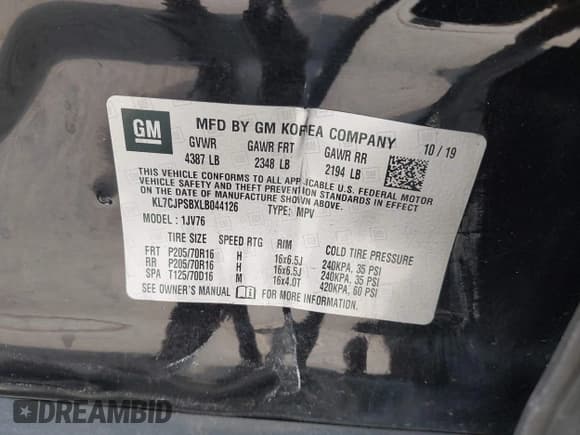 GM
MFD BY GM KOREA COMPANY 10 / 19
GVWR GAWR FRT GAWR RR
4387 LB 2348 LB 2194 LB
THIS VEHICLE CONFORMS TO ALL APPLICABLE U.S. FEDERAL MOTOR
VEHICLE SAFETY AND THEFT PREVENTION STANDARDS IN EFFECT
ON THE DATE OF MANUFACTURE SHOWN ABOVE.
KL7CJPSBXLB044126 TYPE: MPV
MODEL : 1JV76
TIRE SIZE SPEED RTG RIM COLD TIRE PRESSURE
FRT P205/70R16 H 16x6.5J 240KPA, 35 PSI
RR P205/70R16 H 16x6.5J 240KPA, 35 PSI
SPA T125/70D16 M 16x4.0T 420KPA, 60 PSI
SEE OWNER'S MANUAL FOR MORE INFORMATION
DREAMBID